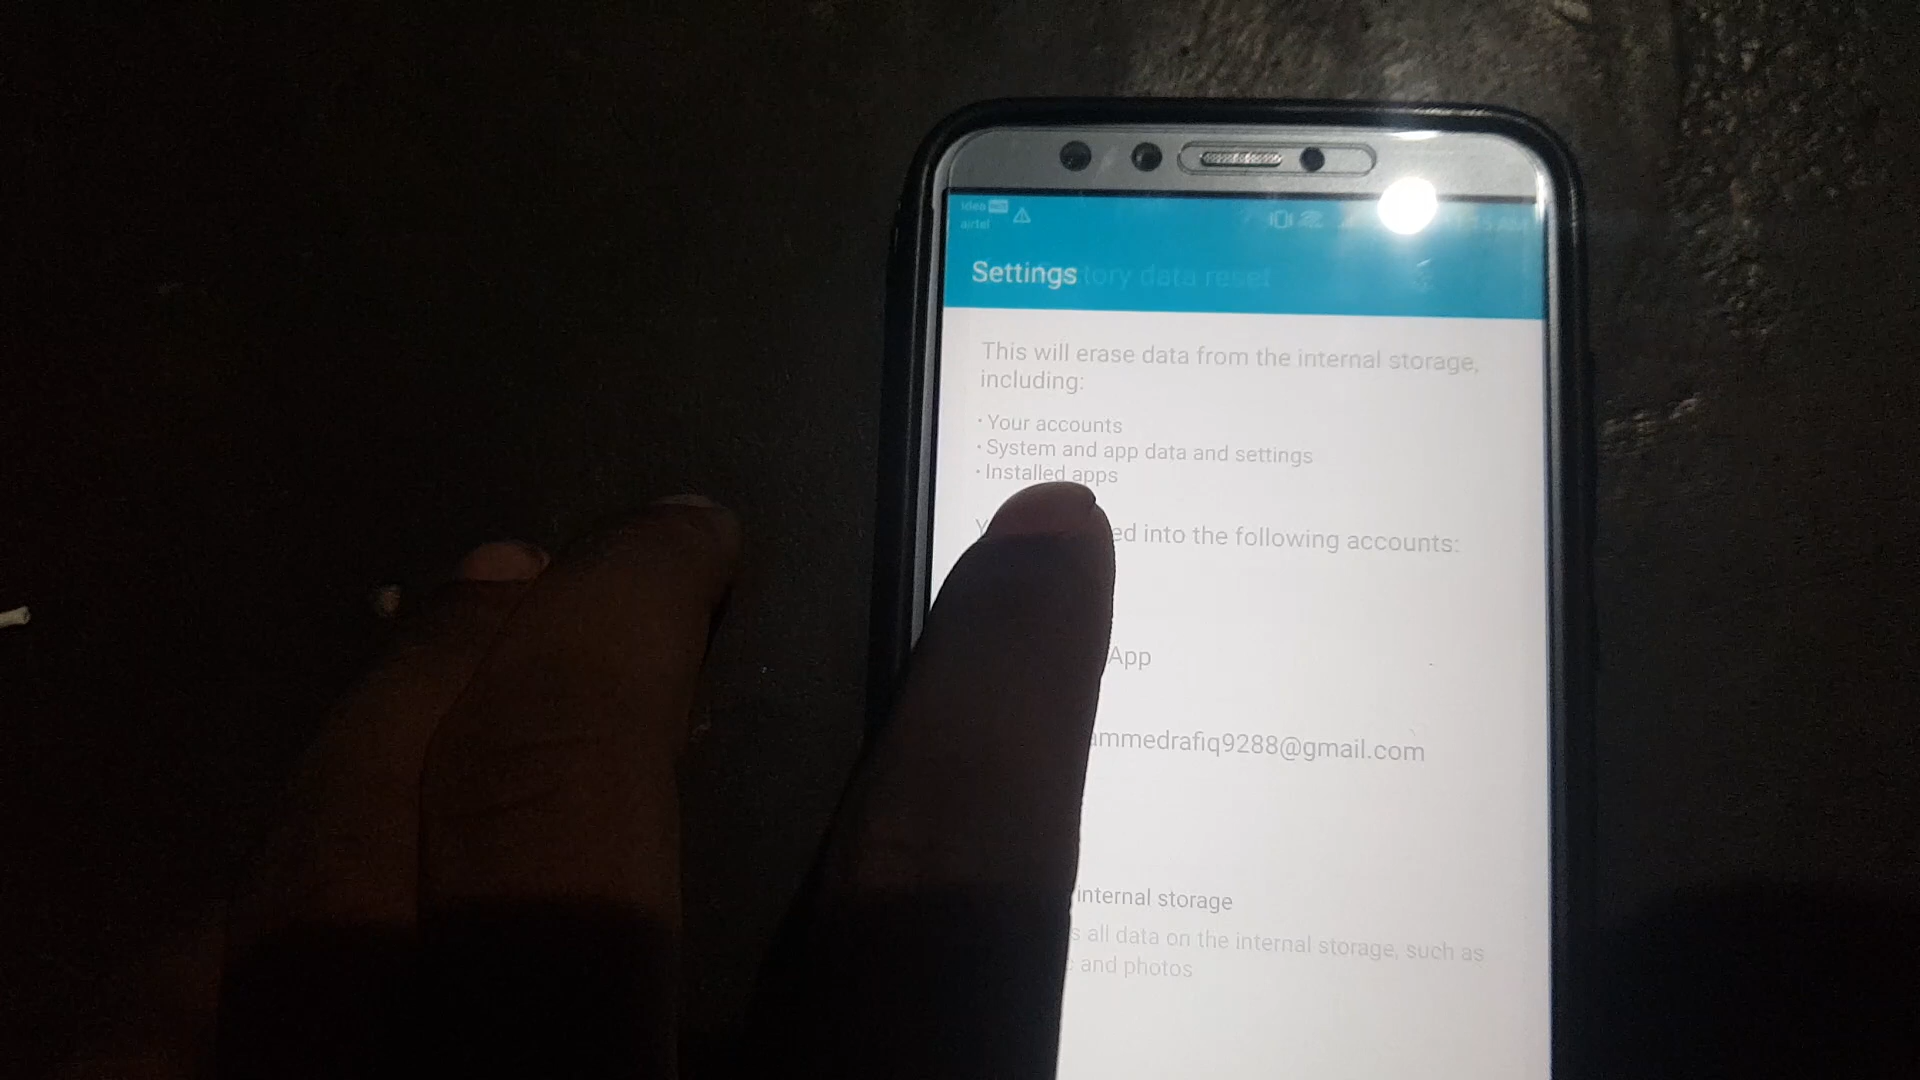 idea
airtel
Settings
tory data reset
This will erase data from the internal storage,
including:
· Your accounts
· System and app data and settings
· Installed apps
ed into the following accounts:
App
ammedrafiq9288@gmail.com
internal storage
s all data on the internal storage, such as
and photos